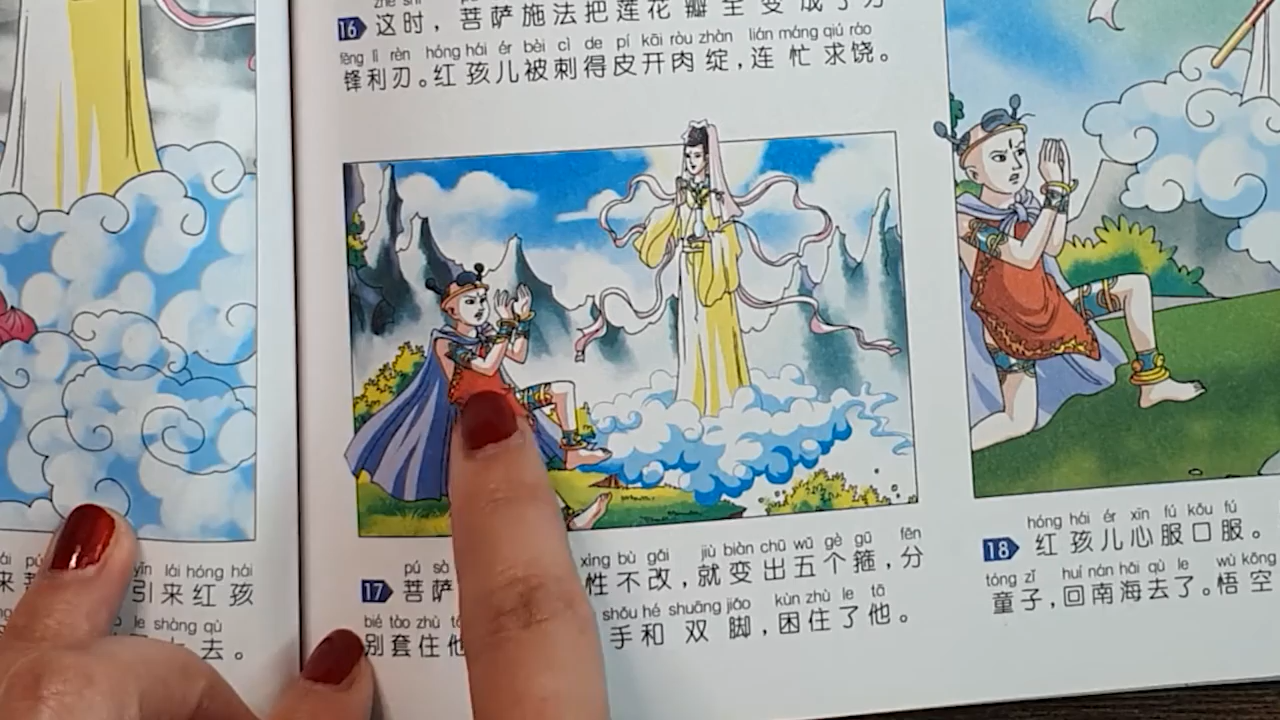 zhè shí
16 这时，菩萨施法把莲花瓣全变成了刀
fēng lì rèn hóng hái ér bèi cì de pí kāi ròu zhàn lián máng qiú ráo
锋利刃。红孩儿被刺得皮开肉绽，连忙求饶。
pú sà xìng bù gǎi jiù biàn chū wǔ gè gū fēn
17 菩萨 性不改，就变出五个箍，分
bié tào zhù tā shǒu hé shuāng jiǎo kùn zhù le tā
别套住他 手和双脚，困住了他。
hóng hái ér xīn fú kǒu fú
18 红孩儿心服口服。
tóng zǐ huí nán hǎi qù le wù kōng
童子，回南海去了。悟空
yǐn lái hóng hái
来 引来红孩
le shàng qù
去。